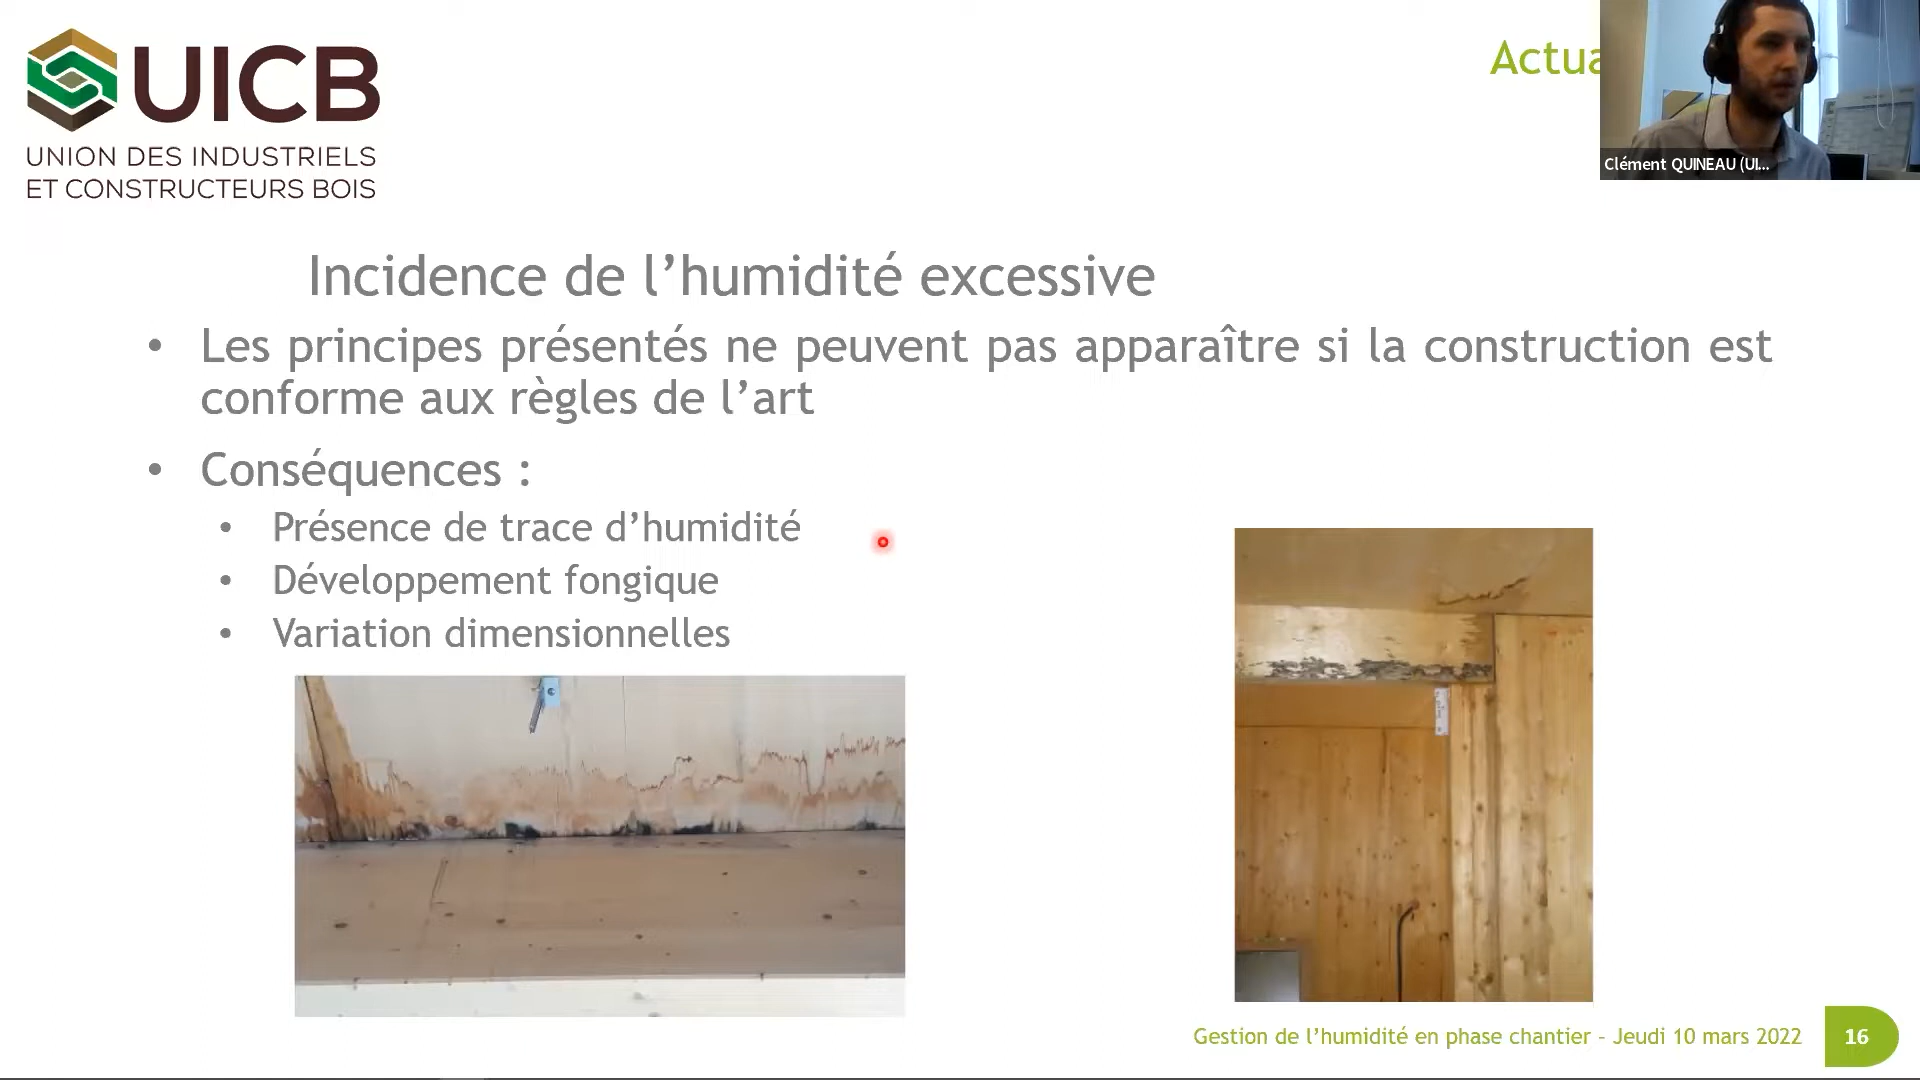 UICB
UNION DES INDUSTRIELS
ET CONSTRUCTEURS BOIS
Actua
Clément QUINEAU (UI...
Incidence de l’humidité excessive
• Les principes présentés ne peuvent pas apparaître si la construction est
conforme aux règles de l’art
• Conséquences :
• Présence de trace d’humidité
• Développement fongique
• Variation dimensionnelles
Gestion de l’humidité en phase chantier – Jeudi 10 mars 2022
16